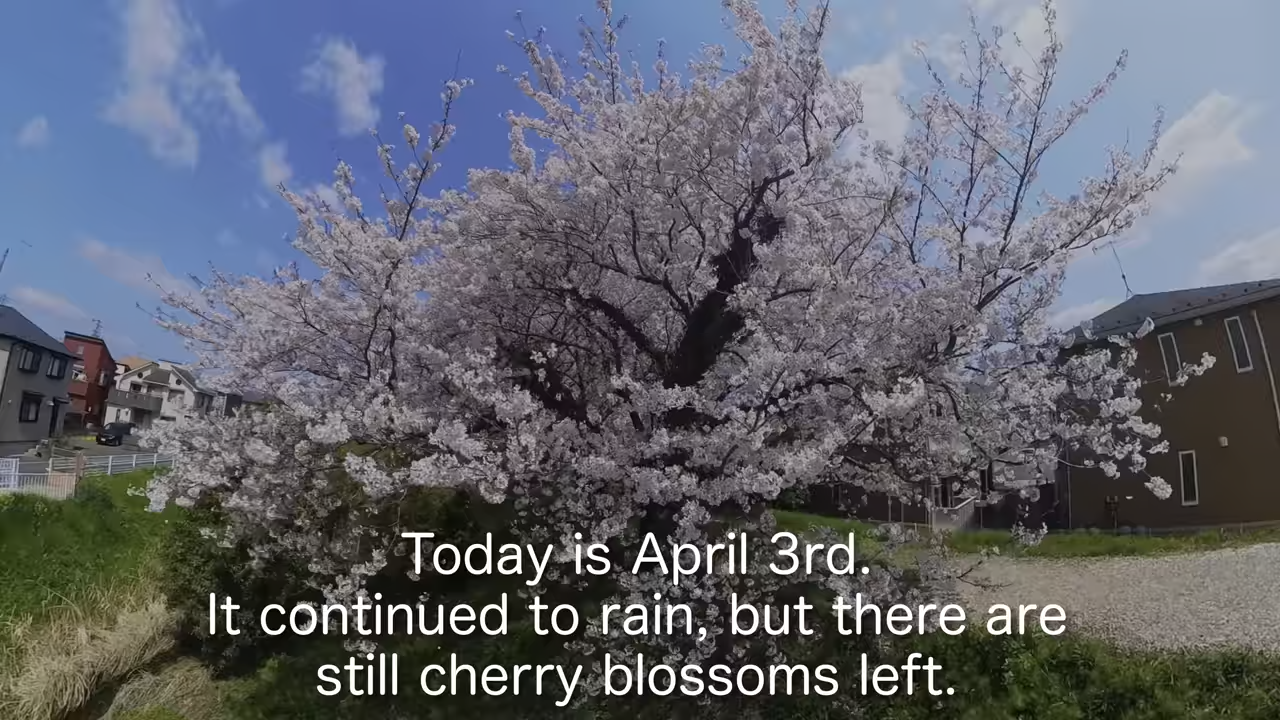 Today is April 3rd.
It continued to rain, but there are
still cherry blossoms left.